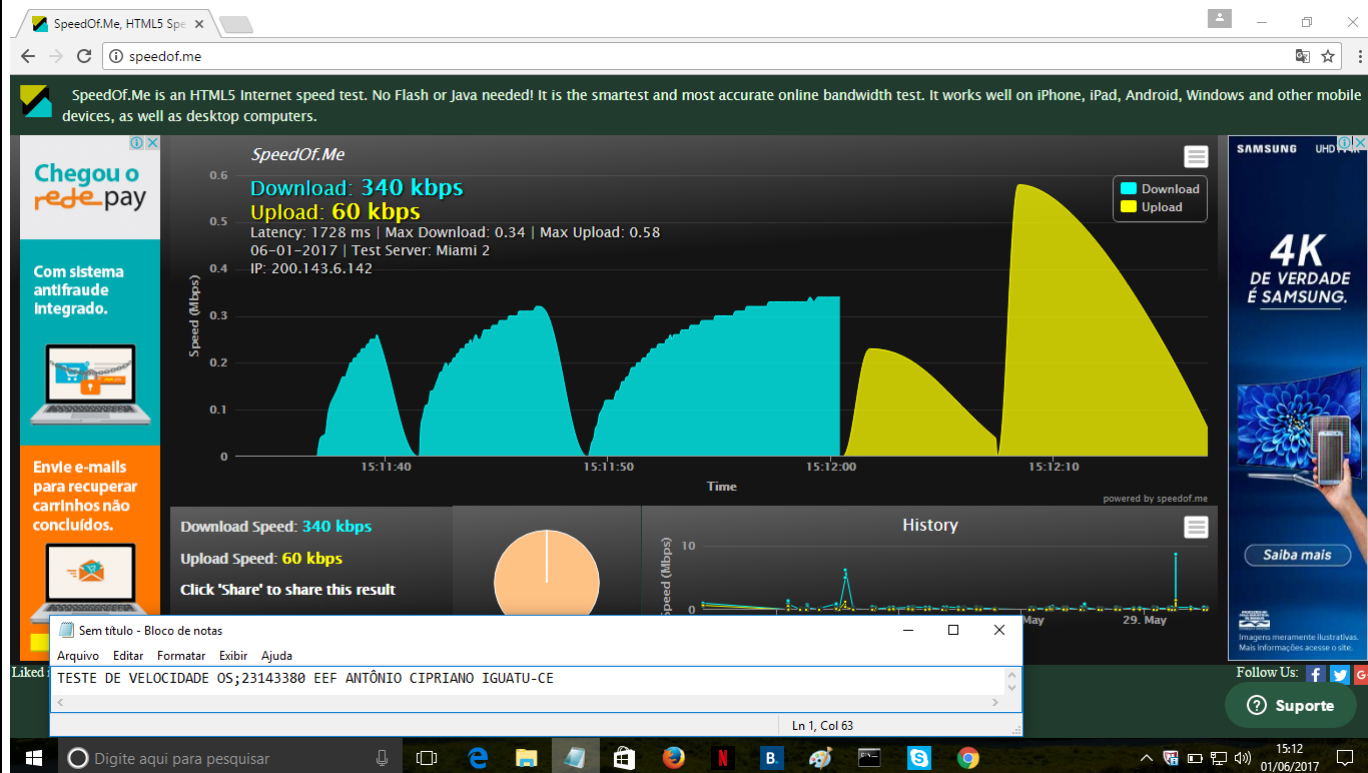 SpeedOf.Me, HTML5 Spe
speedof.me
SpeedOf.Me is an HTML5 Internet speed test. No Flash or Java needed! It is the smartest and most accurate online bandwidth test. It works well on iPhone, iPad, Android, Windows and other mobile
devices, as well as desktop computers.
Chegou o
rede pay
Com sistema
antifraude
integrado.
Envie e-mails
para recuperar
carrinhos não
concluídos.
SpeedOf.Me
Download: 340 kbps
Upload: 60 kbps
Latency: 1728 ms | Max Download: 0.34 | Max Upload: 0.58
06-01-2017 | Test Server: Miami 2
IP: 200.143.6.142
Download
Upload
Speed (Mbps)
0.6
0.5
0.4
0.3
0.2
0.1
0
15:11:40
15:11:50
15:12:00
15:12:10
Time
powered by speedof.me
SAMSUNG
UHD
4K
DE VERDADE
É SAMSUNG.
Saiba mais
Imagens meramente ilustrativas.
Mais informações acesse o site.
Download Speed: 340 kbps
Upload Speed: 60 kbps
Click 'Share' to share this result
History
Speed (Mbps)
10
0
May
29. May
Sem título - Bloco de notas
Arquivo Editar Formatar Exibir Ajuda
TESTE DE VELOCIDADE OS;23143380 EEF ANTÔNIO CIPRIANO IGUATU-CE
Ln 1, Col 63
Liked
Follow Us:
Suporte
Digite aqui para pesquisar
15:12
01/06/2017